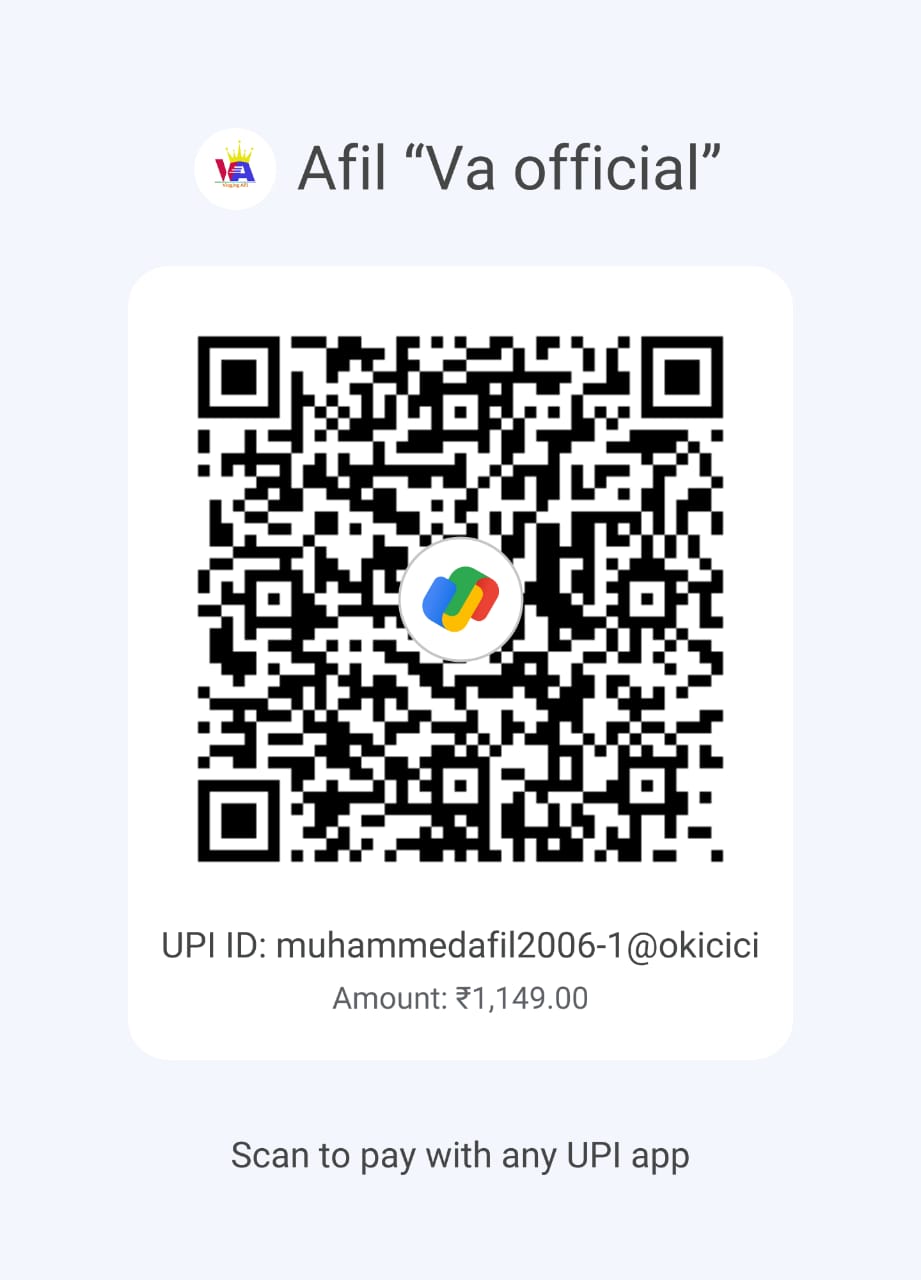 VA
Afil “Va official”
UPI ID: muhammedafil2006-1@okicici
Amount: ₹1,149.00
Scan to pay with any UPI app